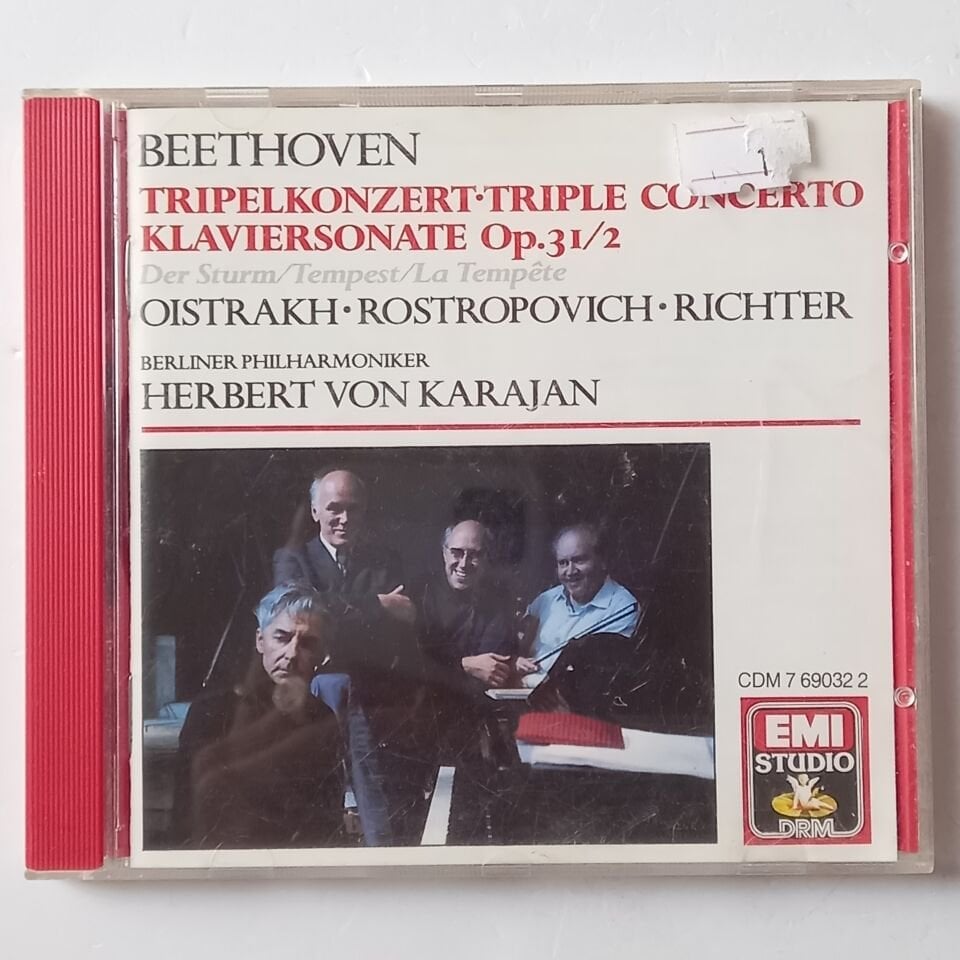 BEETHOVEN
TRIPELKONZERT·TRIPLE CONCERTO
KLAVIERSONATE Op.31/2
Der Sturm/Tempest/La Tempête
OISTRAKH·ROSTROPOVICH·RICHTER
BERLINER PHILHARMONIKER
HERBERT VON KARAJAN
CDM 7 69032 2
EMI
STUDIO
DRM